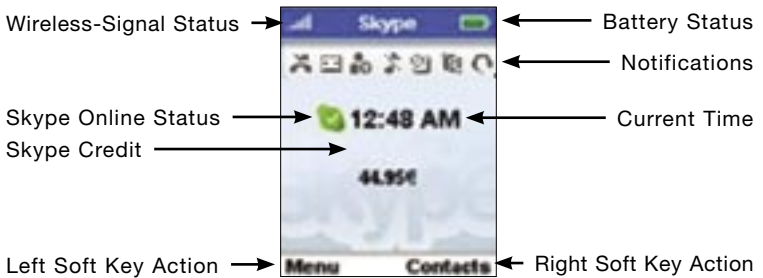 Wireless-Signal Status
Skype
Battery Status
Notifications
Skype Online Status
12:48 AM
Current Time
Skype Credit
44.95€
skype
Left Soft Key Action
Menu
Contacts
Right Soft Key Action